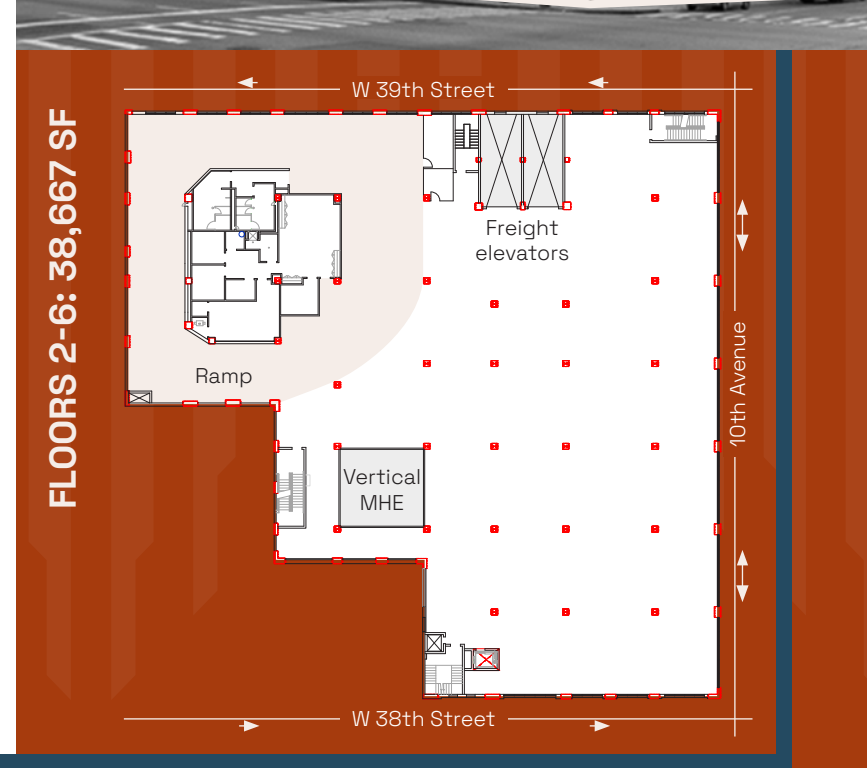 FLOORS 2-6: 38,667 SF
W 39th Street
Freight
elevators
Ramp
10th Avenue
Vertical
MHE
W 38th Street